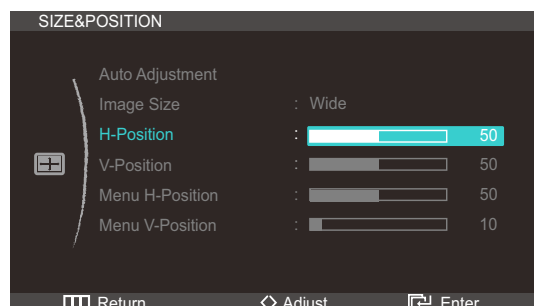 SIZE&POSITION
Auto Adjustment
Image Size : Wide
H-Position : 50
V-Position : 50
Menu H-Position : 50
Menu V-Position : 10
Return Adjust Enter